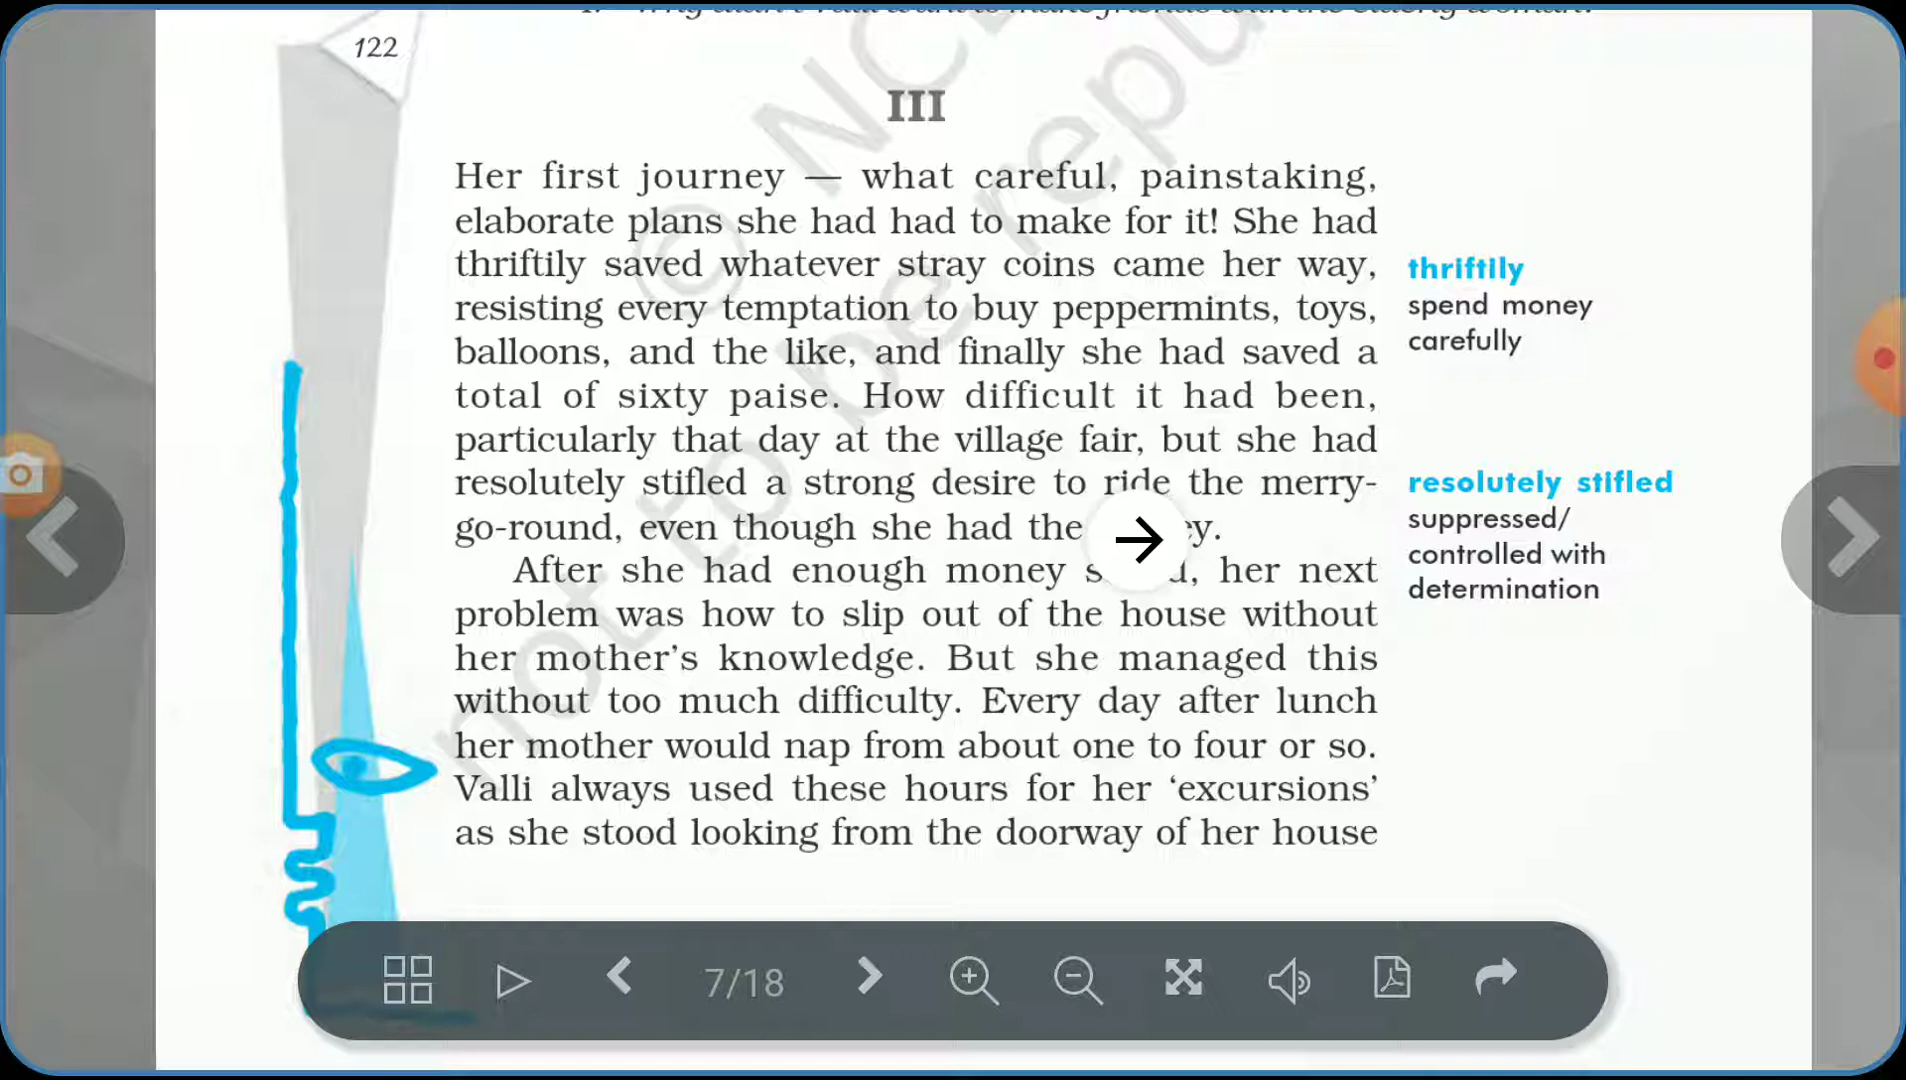 122
III
Her first journey — what careful, painstaking,
elaborate plans she had had to make for it! She had
thriftily saved whatever stray coins came her way,
resisting every temptation to buy peppermints, toys,
balloons, and the like, and finally she had saved a
total of sixty paise. How difficult it had been,
particularly that day at the village fair, but she had
resolutely stifled a strong desire to ride the merry-
go-round, even though she had the
After she had enough money her next
problem was how to slip out of the house without
her mother's knowledge. But she managed this
without too much difficulty. Every day after lunch
her mother would nap from about one to four or so.
Valli always used these hours for her ‘excursions’
as she stood looking from the doorway of her house
thriftily
spend money
carefully
resolutely stifled
suppressed/
controlled with
determination
not to be
© NC
7/18